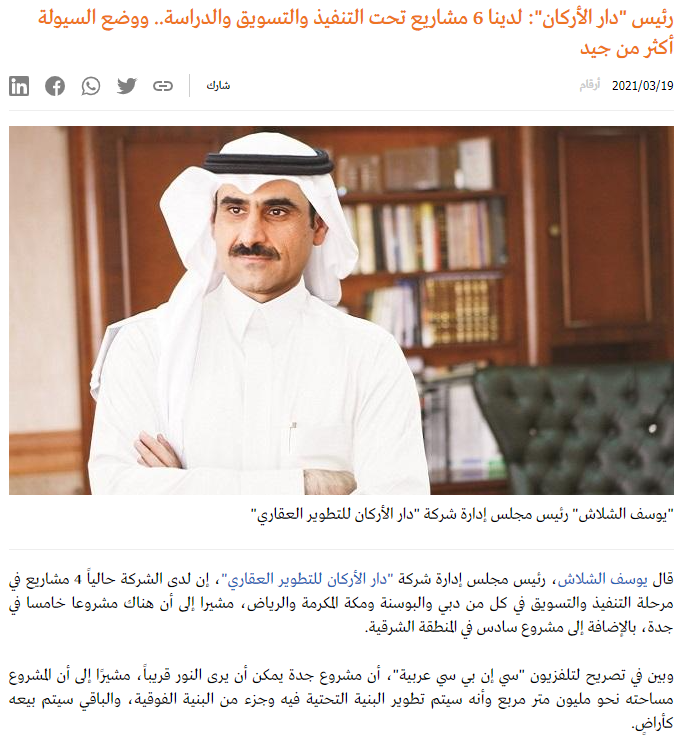 رئيس "دار الأركان": لدينا 6 مشاريع تحت التنفيذ والتسويق والدراسة.. ووضع السيولة
أكثر من جيد
2021/03/19 أرقام شارك
"يوسف الشلاش" رئيس مجلس إدارة شركة "دار الأركان للتطوير العقاري"
قال يوسف الشلاش، رئيس مجلس إدارة شركة "دار الأركان للتطوير العقاري"، إن لدى الشركة حالياً 4 مشاريع في
مرحلة التنفيذ والتسويق في كل من دبي والبوسنة ومكة المكرمة والرياض، مشيرا إلى أن هناك مشروعا خامسا في
جدة، بالإضافة إلى مشروع سادس في المنطقة الشرقية.
وبين في تصريح لتلفزيون "سي إن بي سي عربية"، أن مشروع جدة يمكن أن يرى النور قريباً، مشيرًا إلى أن المشروع
مساحته نحو مليون متر مربع وأنه سيتم تطوير البنية التحتية فيه وجزء من البنية الفوقية، والباقي سيتم بيعه
كأراضٍ.